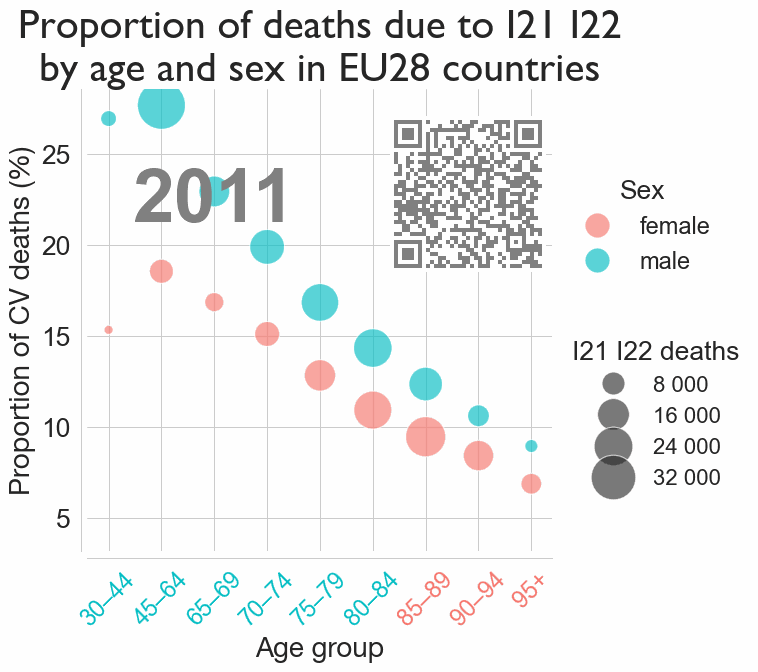 Proportion of deaths due to I21 I22
by age and sex in EU28 countries
Proportion of CV deaths (%)
25
20
15
10
5
2011
30–44
45–64
65–69
70–74
75–79
80–84
85–89
90–94
95+
Age group
Sex
female
male
I21 I22 deaths
8 000
16 000
24 000
32 000